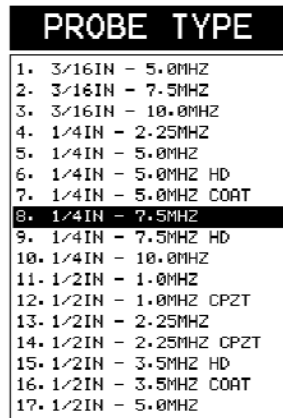 PROBE TYPE
1. 3/16IN - 5.0MHZ
2. 3/16IN - 7.5MHZ
3. 3/16IN - 10.0MHZ
4. 1/4IN - 2.25MHZ
5. 1/4IN - 5.0MHZ
6. 1/4IN - 5.0MHZ HD
7. 1/4IN - 5.0MHZ COAT
8. 1/4IN - 7.5MHZ
9. 1/4IN - 7.5MHZ HD
10. 1/4IN - 10.0MHZ
11. 1/2IN - 1.0MHZ
12. 1/2IN - 1.0MHZ CPZT
13. 1/2IN - 2.25MHZ
14. 1/2IN - 2.25MHZ CPZT
15. 1/2IN - 3.5MHZ HD
16. 1/2IN - 3.5MHZ COAT
17. 1/2IN - 5.0MHZ